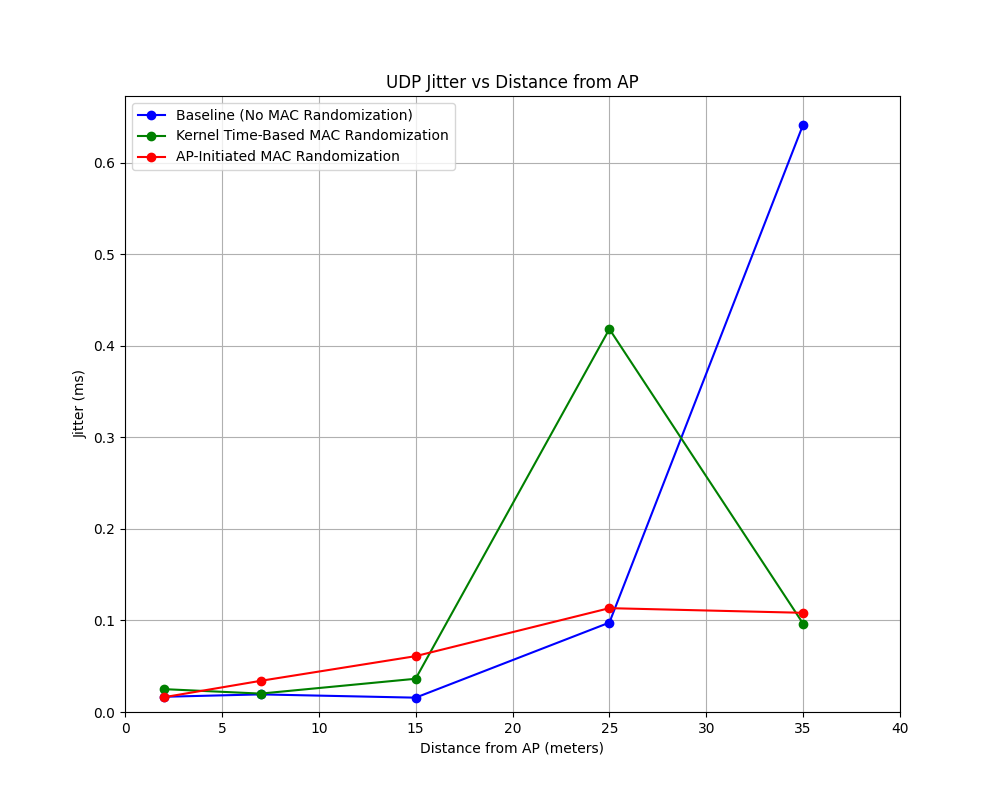 UDP Jitter vs Distance from AP
Baseline (No MAC Randomization)
Kernel Time-Based MAC Randomization
AP-Initiated MAC Randomization
Jitter (ms)
0.6
0.5
0.4
0.3
0.2
0.1
0.0
0 5 10 15 20 25 30 35 40
Distance from AP (meters)